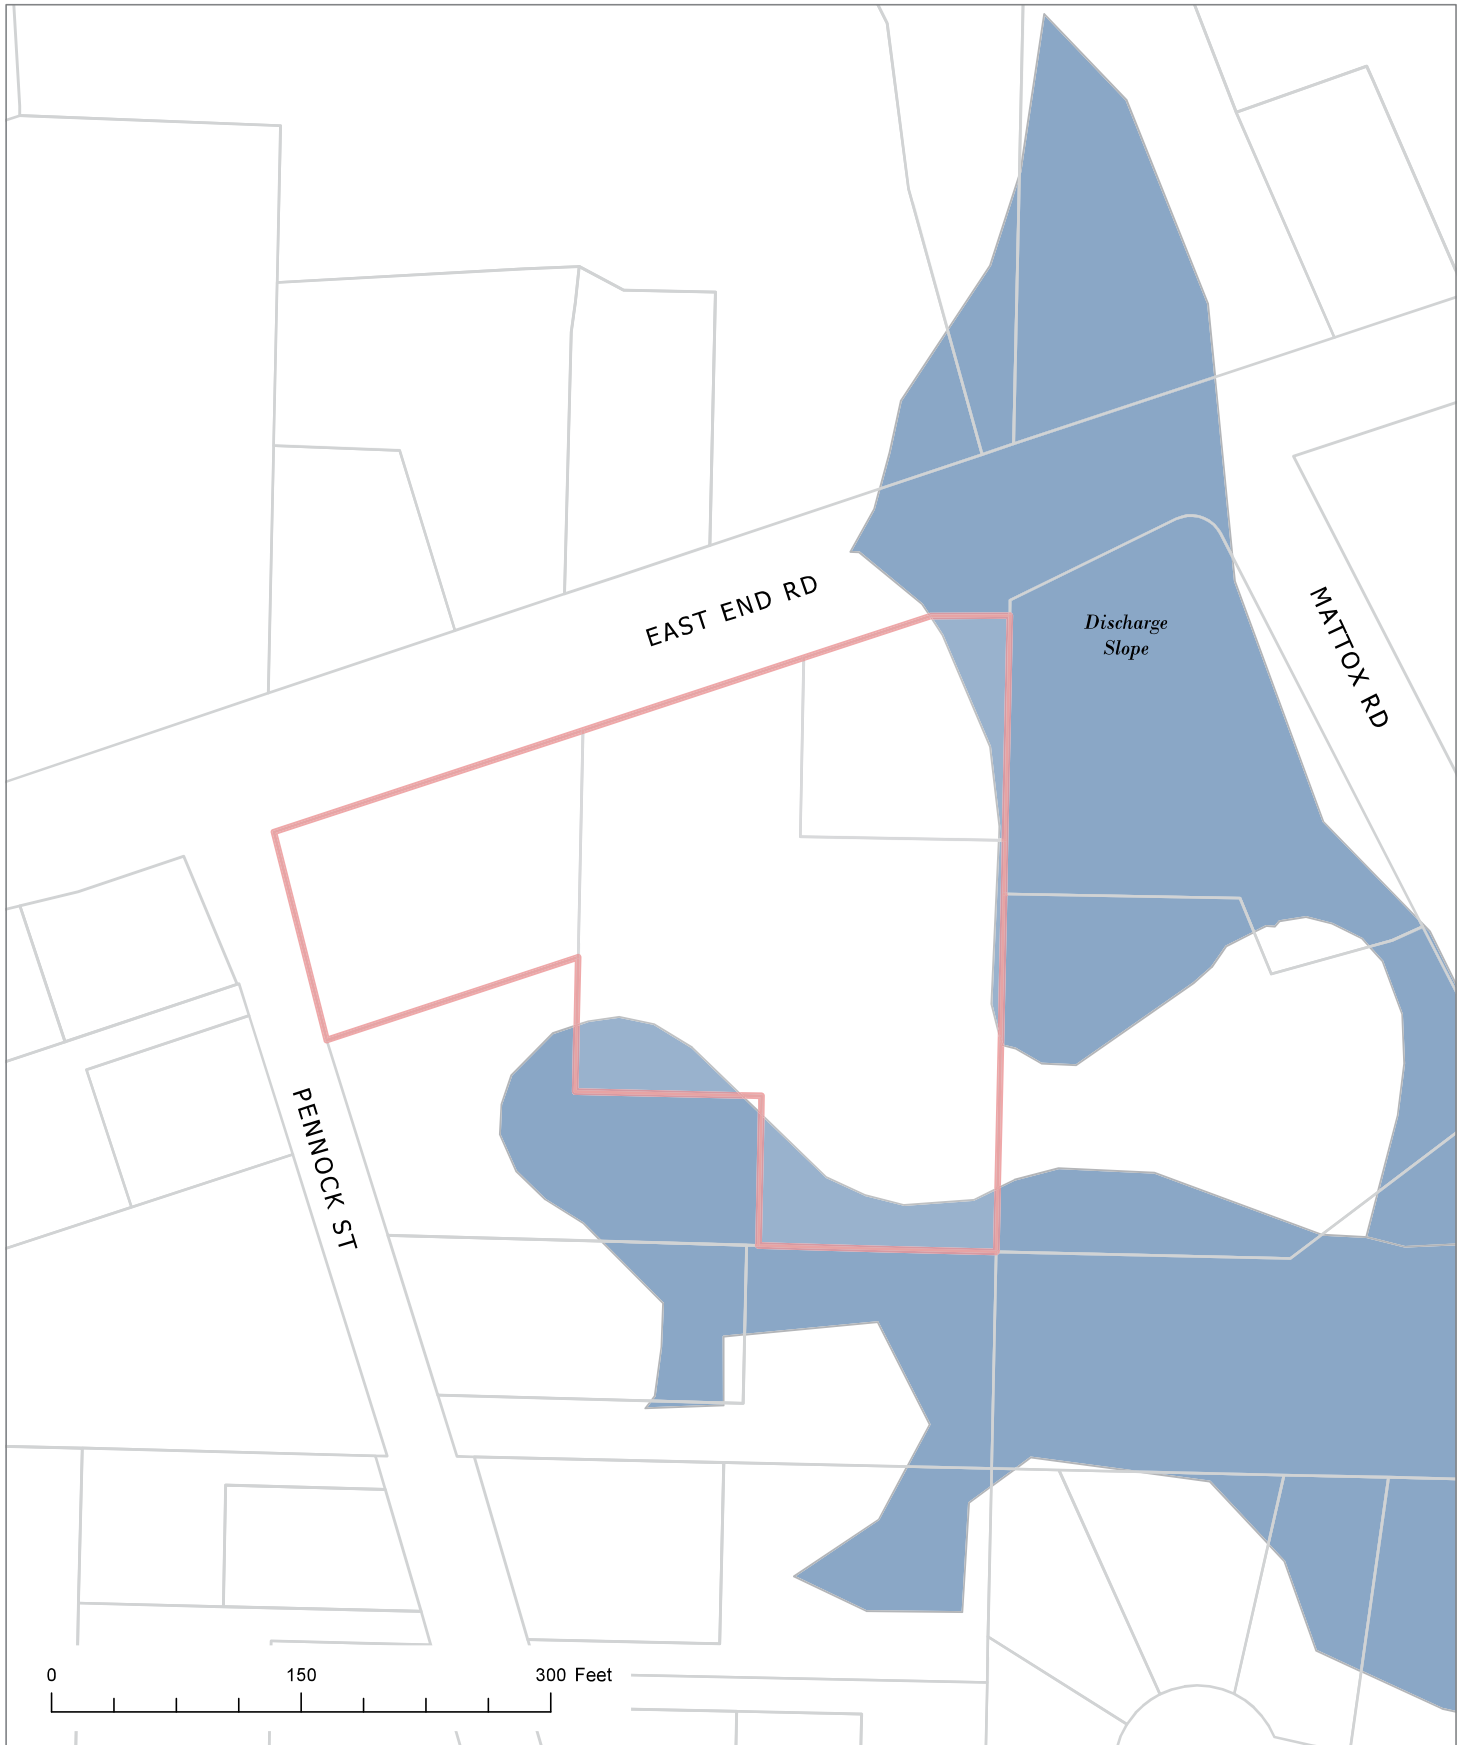 EAST END RD
Discharge
Slope
MATTOX RD
PENNOCK ST
0 150 300 Feet